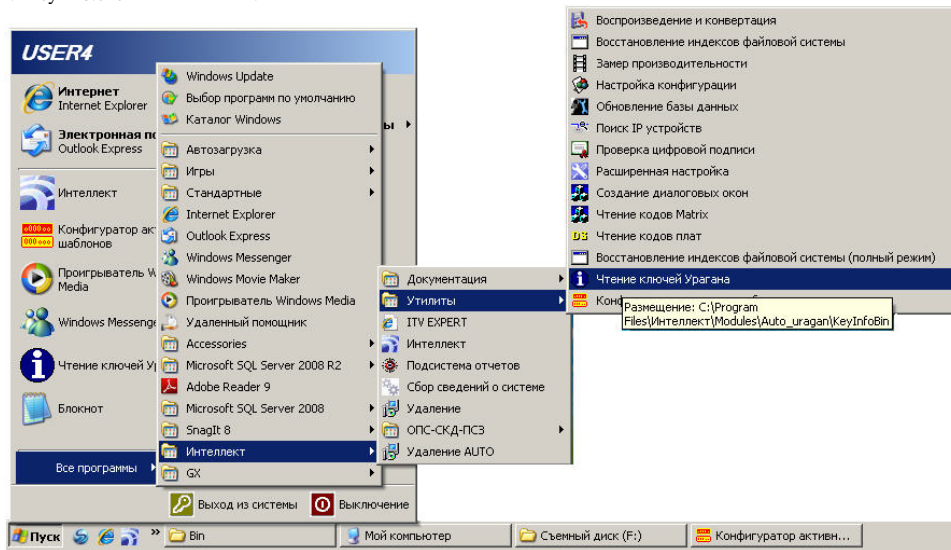 USER4
Интернет
Internet Explorer
Электронная по
Outlook Express
Интеллект
Конфигуратор ак
шаблонов
Проигрыватель W
Media
Windows Messenge
Чтение ключей У
Блокнот
Все программы
Windows Update
Выбор программ по умолчанию
Каталог Windows
ы
Автозагрузка
Игры
Стандартные
Internet Explorer
Outlook Express
Windows Messenger
Windows Movie Maker
Проигрыватель Windows Media
Удаленный помощник
Accessories
Microsoft SQL Server 2008 R2
Adobe Reader 9
Microsoft SQL Server 2008
SnagIt 8
Интеллект
GX
Документация
Утилиты
ITV EXPERT
Интеллект
Подсистема отчетов
Сбор сведений о системе
Удаление
ОПС-СКД-ПСЗ
Удаление AUTO
Воспроизведение и конвертация
Восстановление индексов файловой системы
Замер производительности
Настройка конфигурации
Обновление базы данных
Поиск IP устройств
Проверка цифровой подписи
Расширенная настройка
Создание диалоговых окон
Чтение кодов Matrix
D3 Чтение кодов плат
Восстановление индексов файловой системы (полный режим)
Чтение ключей Урагана
Кон
Размещение: C:\Program
Files\Интеллект\Modules\Auto_uragan\KeyInfoBin
Выход из системы
Выключение
Пуск
»
Bin
Мой компьютер
Съемный диск (F:)
Конфигуратор активн...